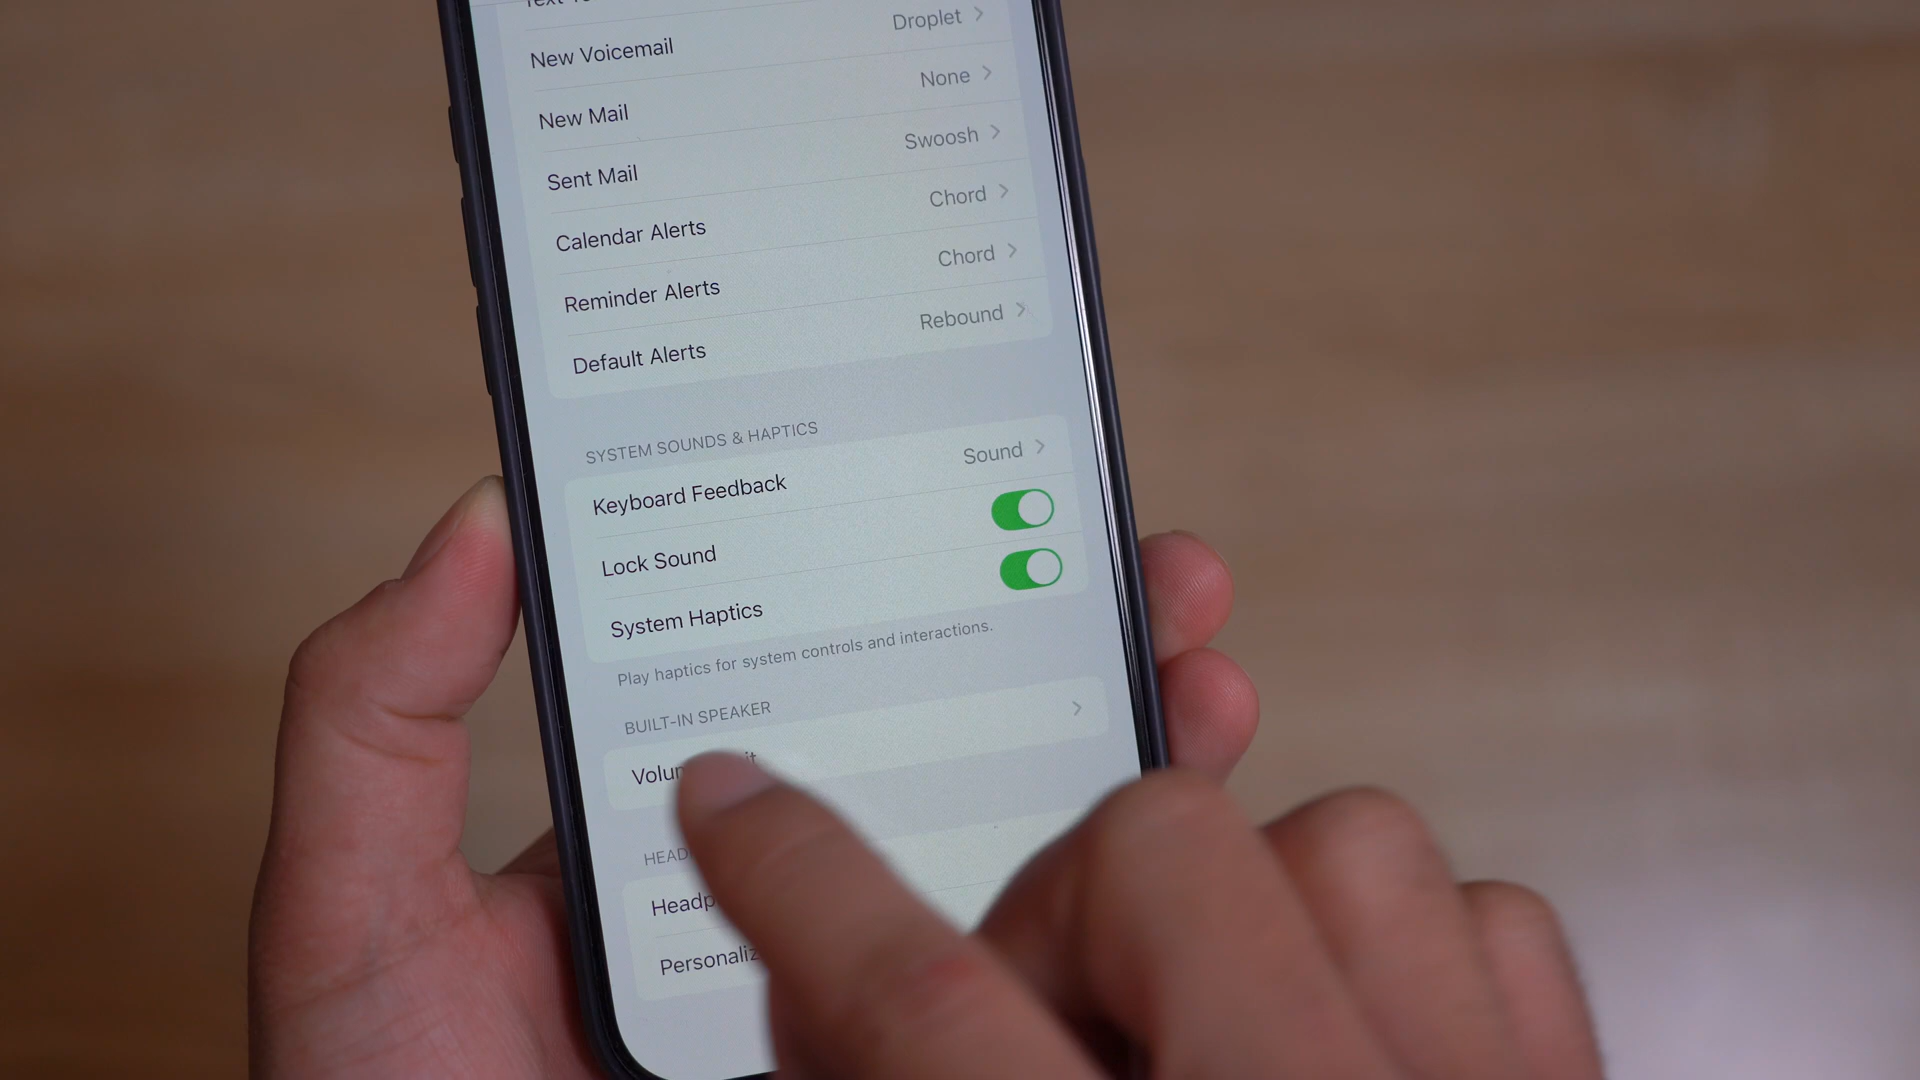 New Voicemail Droplet
New Mail None
Sent Mail Swoosh
Calendar Alerts Chord
Reminder Alerts Chord
Default Alerts Rebound
SYSTEM SOUNDS & HAPTICS
Keyboard Feedback Sound
Lock Sound
System Haptics
Play haptics for system controls and interactions.
BUILT-IN SPEAKER